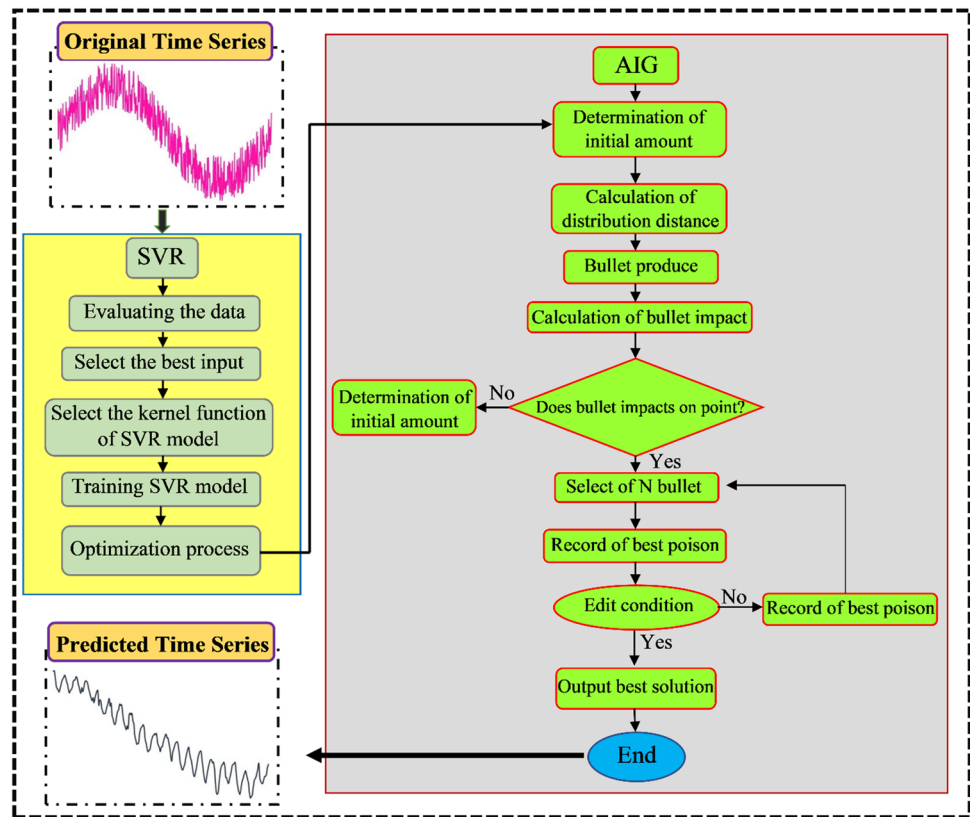 Original Time Series
SVR
Evaluating the data
Select the best input
Select the kernel function
of SVR model
Training SVR model
Optimization process
Predicted Time Series
AIG
Determination of
initial amount
Calculation of
distribution distance
Bullet produce
Calculation of bullet impact
Does bullet impacts on point?
No
Determination of
initial amount
Yes
Select of N bullet
Record of best poison
Edit condition
No
Record of best poison
Yes
Output best solution
End